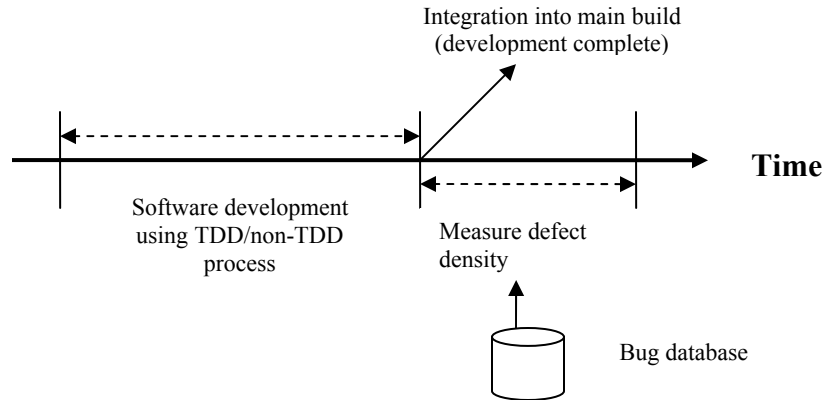 Integration into main build
(development complete)
Time
Software development
using TDD/non-TDD
process
Measure defect
density
Bug database